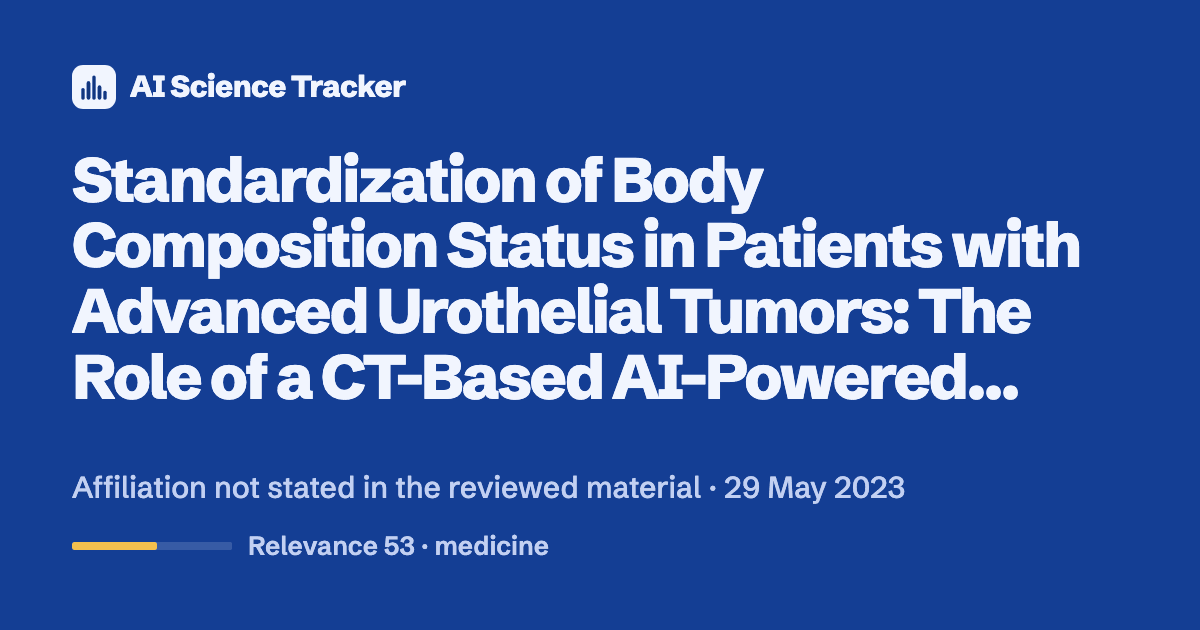 AI Science Tracker
Standardization of Body
Composition Status in Patients with
Advanced Urothelial Tumors: The
Role of a CT-Based AI-Powered...
Affiliation not stated in the reviewed material · 29 May 2023
Relevance 53 · medicine